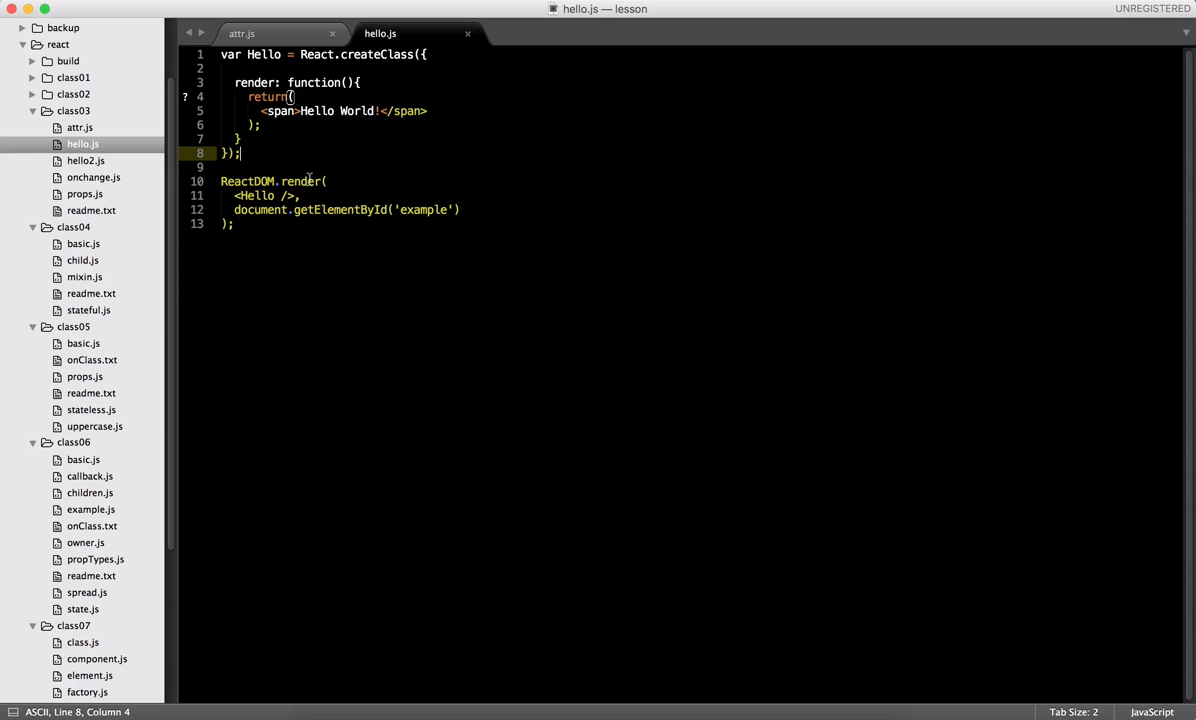 hello.js — lesson
UNREGISTERED
backup
react
build
class01
class02
class03
attr.js
hello.js
hello2.js
onchange.js
props.js
readme.txt
class04
basic.js
child.js
mixin.js
readme.txt
stateful.js
class05
basic.js
onClass.txt
props.js
readme.txt
stateless.js
uppercase.js
class06
basic.js
callback.js
children.js
example.js
onClass.txt
owner.js
propTypes.js
readme.txt
spread.js
state.js
class07
class.js
component.js
element.js
factory.js
attr.js
hello.js
1 var Hello = React.createClass({
2
3 render: function(){
? 4 return(
5 <span>Hello World!</span>
6 );
7 }
8 });
9
10 ReactDOM.render(
11 <Hello />,
12 document.getElementById('example')
13 );
ASCII, Line 8, Column 4
Tab Size: 2
JavaScript